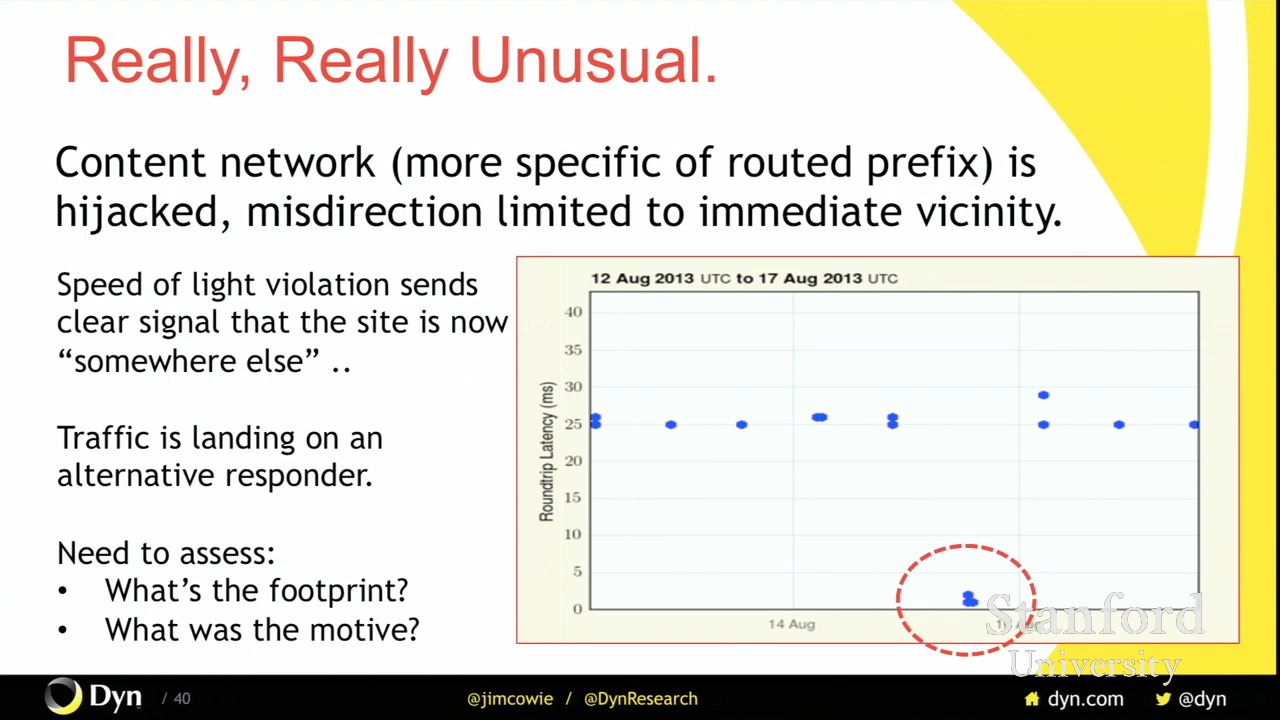 Really, Really Unusual.
Content network (more specific of routed prefix) is
hijacked, misdirection limited to immediate vicinity.
Speed of light violation sends
clear signal that the site is now
“somewhere else” ..
Traffic is landing on an
alternative responder.
Need to assess:
• What’s the footprint?
• What was the motive?
12 Aug 2013 UTC to 17 Aug 2013 UTC
Roundtrip Latency (ms)
40
35
30
25
20
15
10
5
0
14 Aug
Stanford
University
Dyn / 40
@jimcowie / @DynResearch
dyn.com @dyn